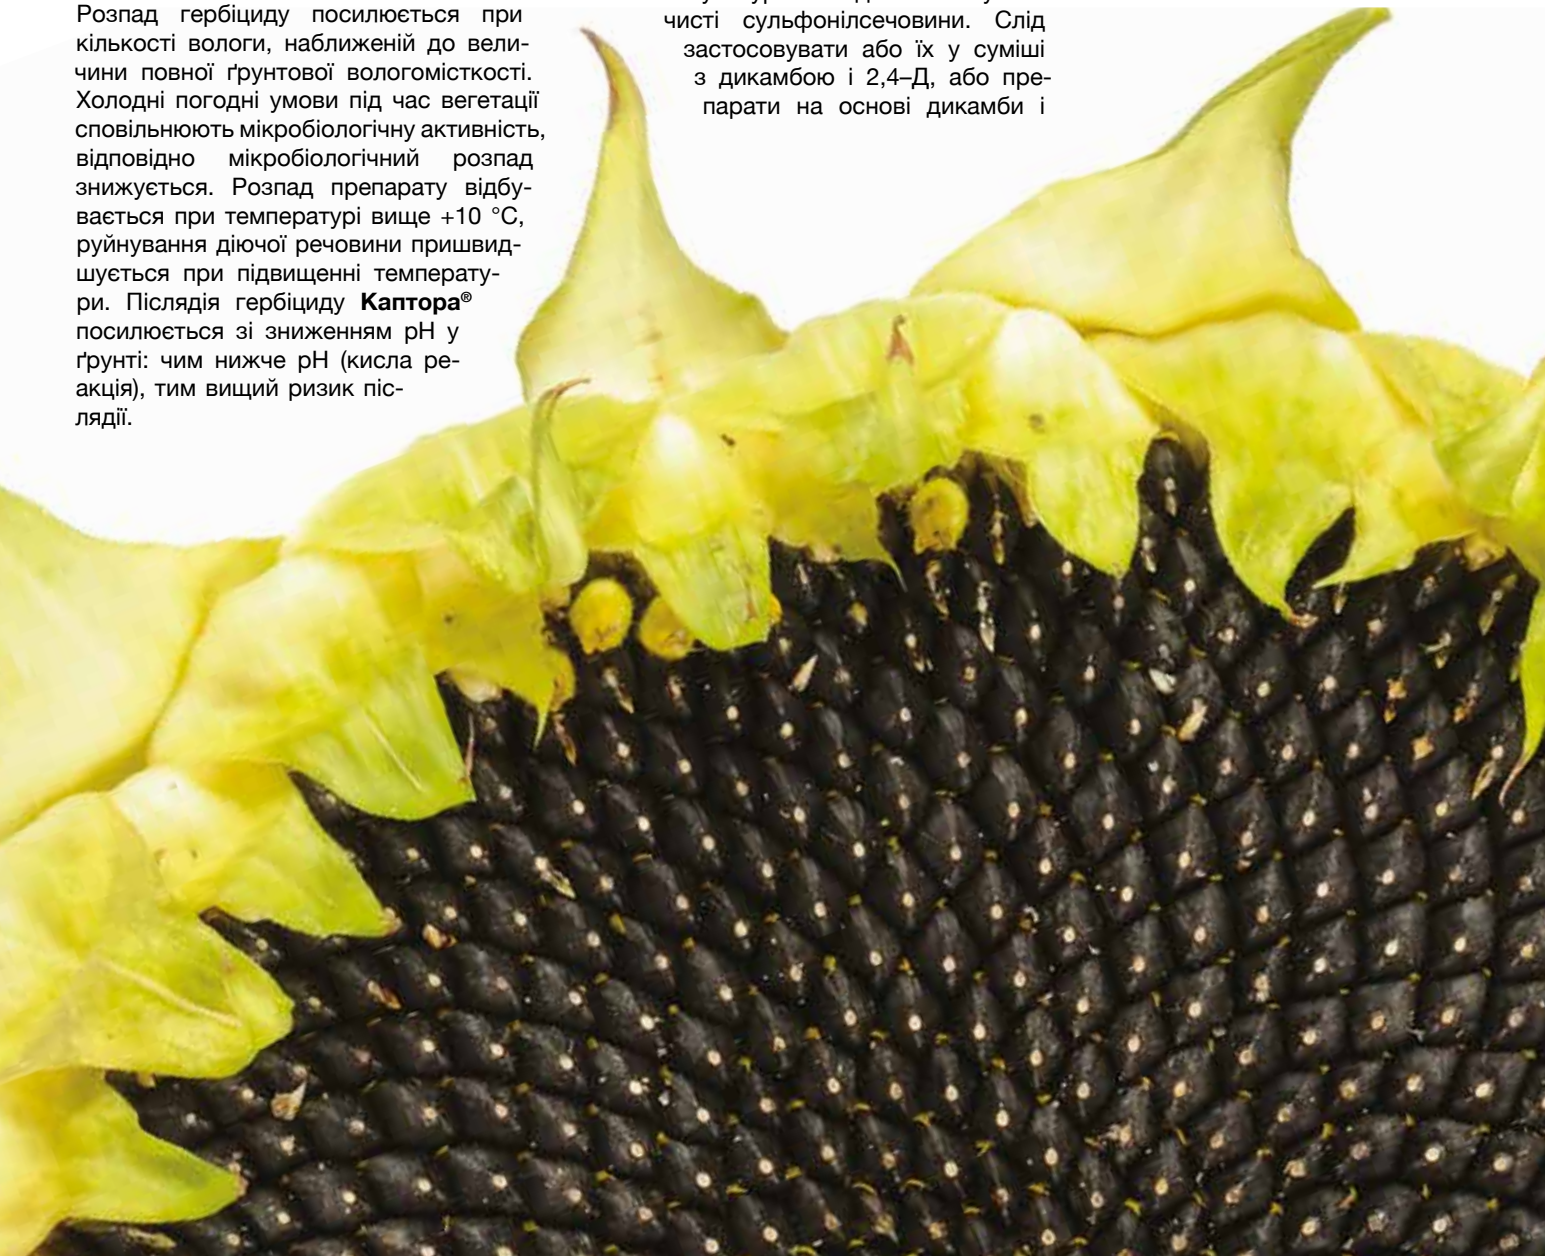 Розпад гербіциду посилюється при
кількості вологи, наближеній до вели-
чини повної ґрунтової вологомісткості.
Холодні погодні умови під час вегетації
сповільнюють мікробіологічну активність,
відповідно мікробіологічний розпад
знижується. Розпад препарату відбу-
вається при температурі вище +10 °C,
руйнування діючої речовини пришвид-
шується при підвищенні температу-
ри. Післядія гербіциду Каптора®
посилюється зі зниженням pH у
ґрунті: чим нижче pH (кисла ре-
акція), тим вищий ризик піс-
лядії.
чисті сульфонілсечовини. Слід
застосовувати або їх у суміші
з дикамбою і 2,4–Д, або пре-
парати на основі дикамби і